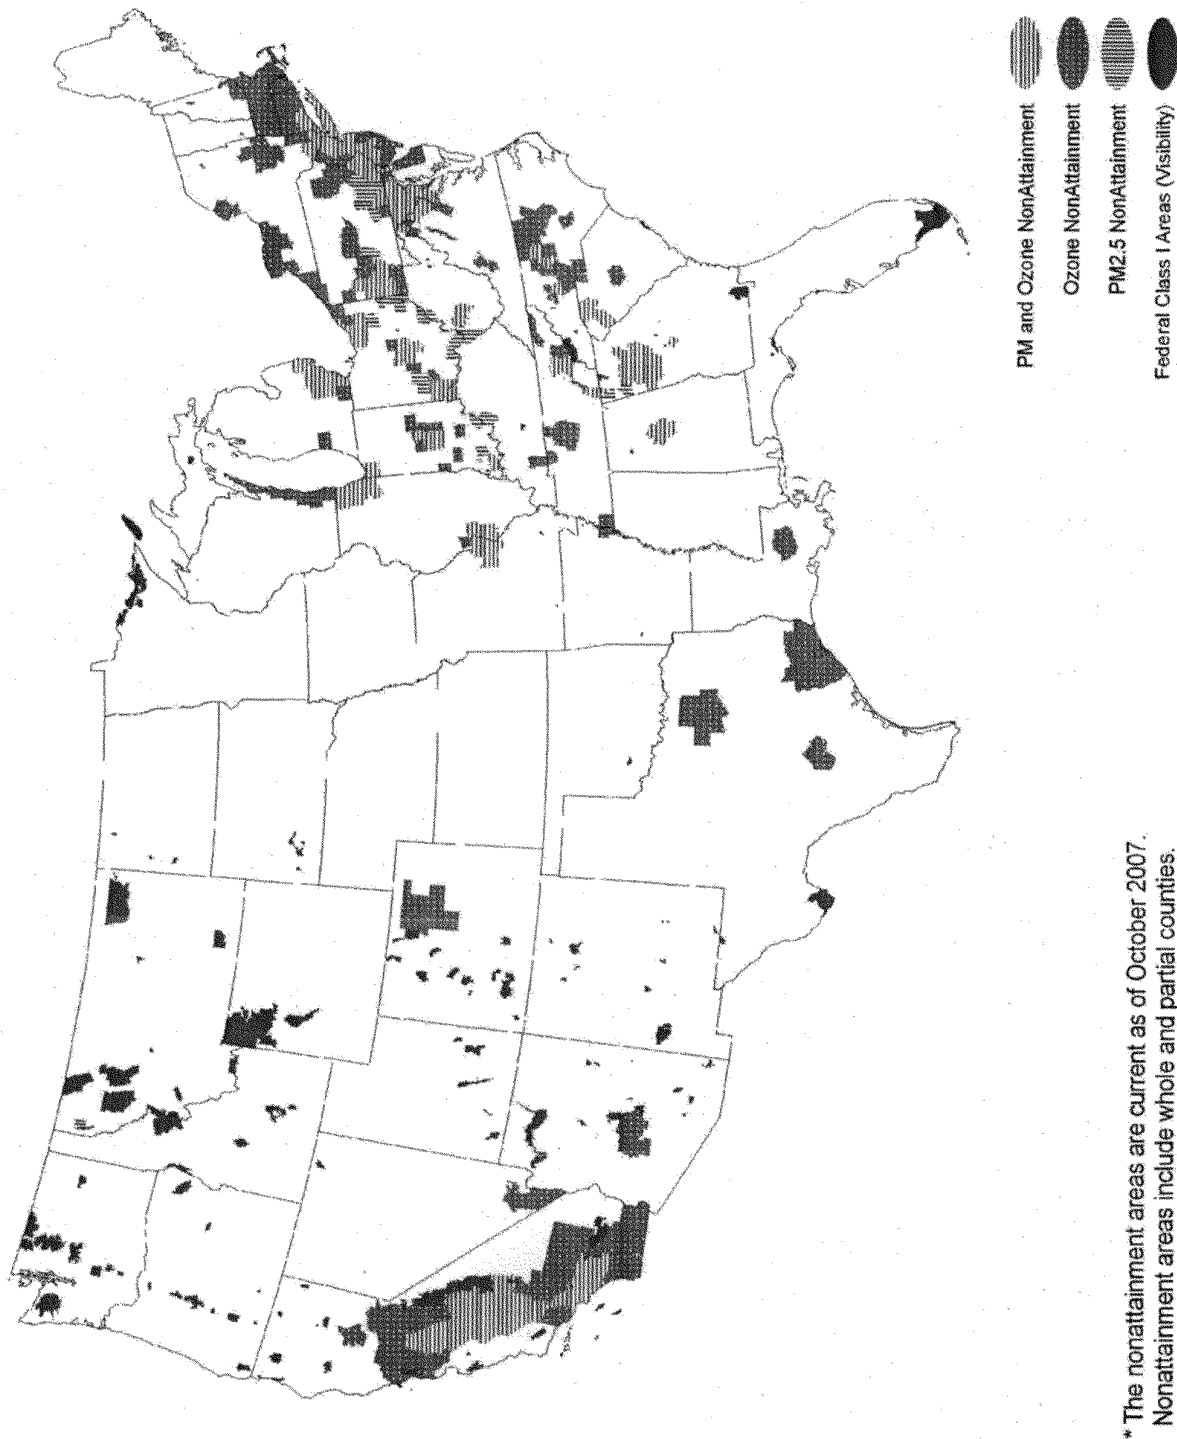 PM and Ozone NonAttainment
Ozone NonAttainment
PM2.5 NonAttainment
Federal Class I Areas (Visibility)
* The nonattainment areas are current as of October 2007.
Nonattainment areas include whole and partial counties.